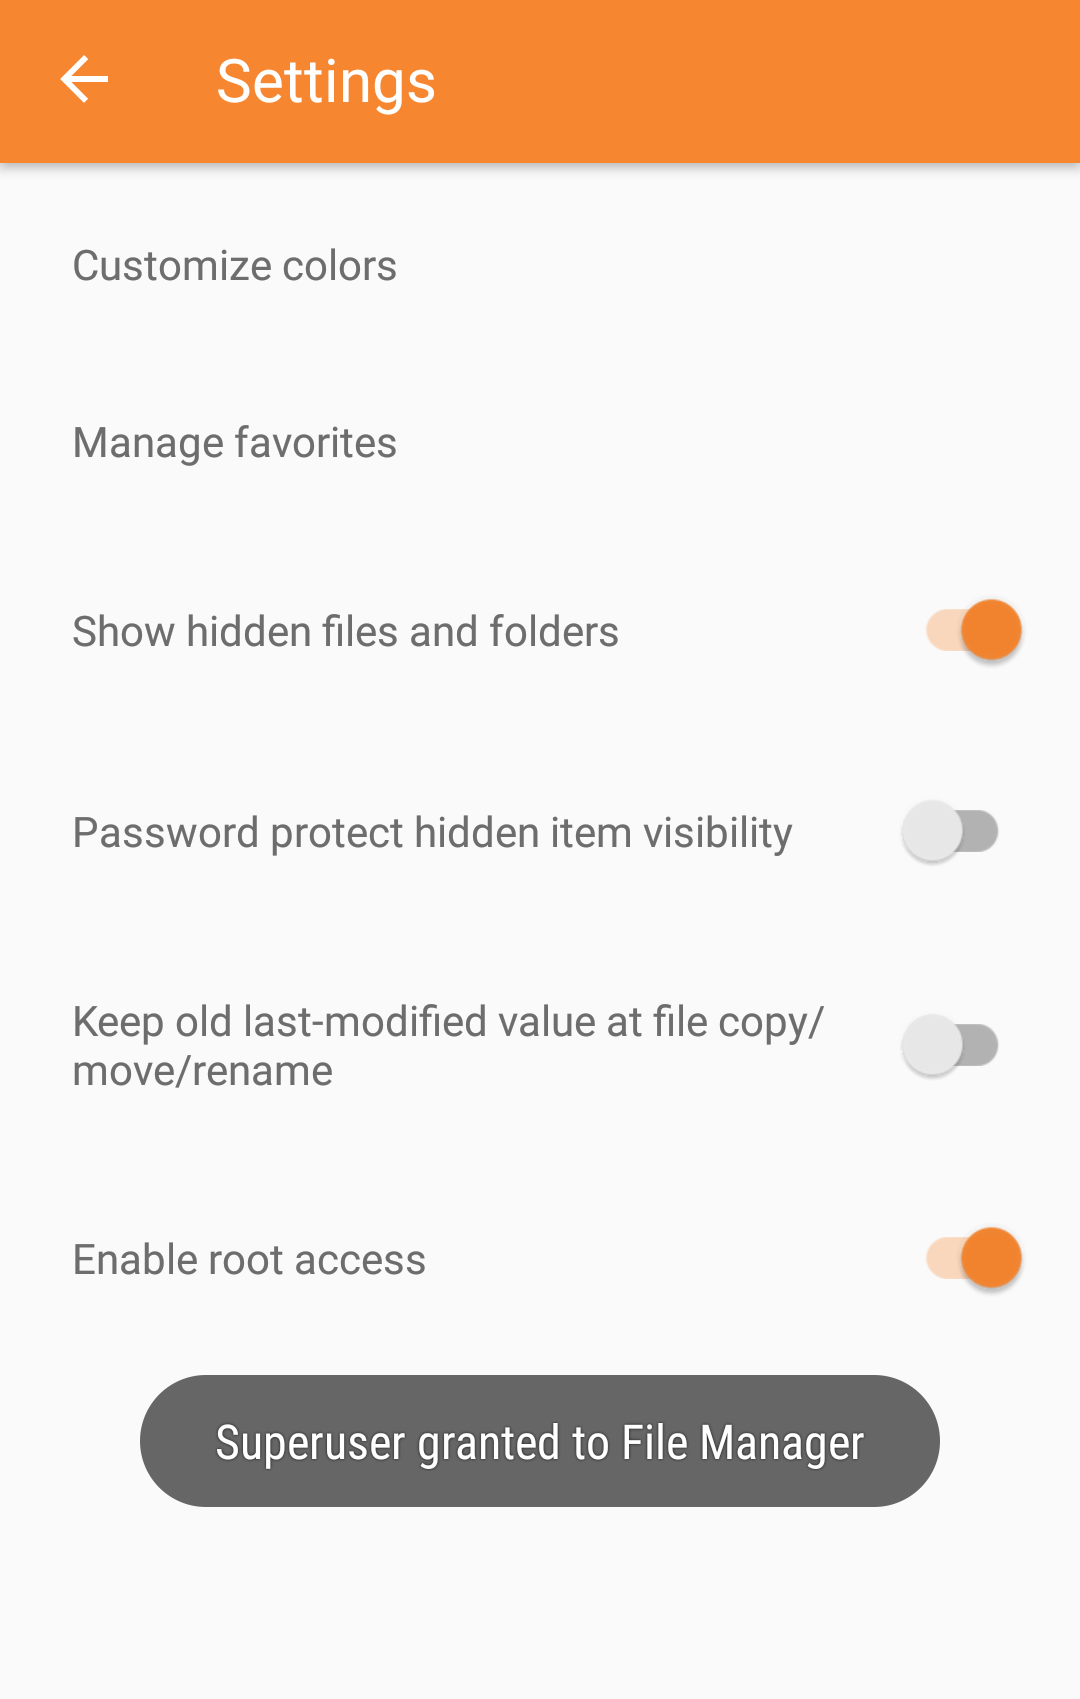 Settings
Customize colors
Manage favorites
Show hidden files and folders
Password protect hidden item visibility
Keep old last-modified value at file copy/
move/rename
Enable root access
Superuser granted to File Manager